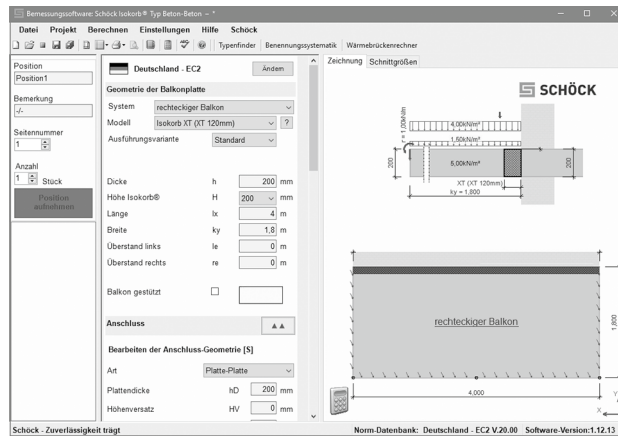 Bemessungssoftware: Schöck Isokorb® Typ Beton-Beton – *
Datei Projekt Berechnen Einstellungen Hilfe Schöck
Typenfinder Benennungssystematik Wärmebrückenrechner
Position
Position1
Bemerkung
-/-
Seitennummer
1
Anzahl
1 Stück
Position aufnehmen
Deutschland - EC2 Ändern
Geometrie der Balkonplatte
System rechteckiger Balkon
Modell Isokorb XT (XT 120mm) ?
Ausführungsvariante Standard
Dicke h 200 mm
Höhe Isokorb® H 200 mm
Länge lx 4 m
Breite ky 1,8 m
Überstand links le 0 m
Überstand rechts re 0 m
Balkon gestützt
Anschluss
Bearbeiten der Anschluss-Geometrie [S]
Art Platte-Platte
Plattendicke hD 200 mm
Höhenversatz HV 0 mm
Zeichnung Schnittgrößen
SCHÖCK
r = 1,00kN/m
4,00kN/m²
1,50kN/m²
200
5,00kN/m²
200
XT (XT 120mm)
ky = 1,800
rechteckiger Balkon
1,800
4,000
Y
X
Schöck - Zuverlässigkeit trägt
Norm-Datenbank: Deutschland - EC2 V.20.00 Software-Version:1.12.13